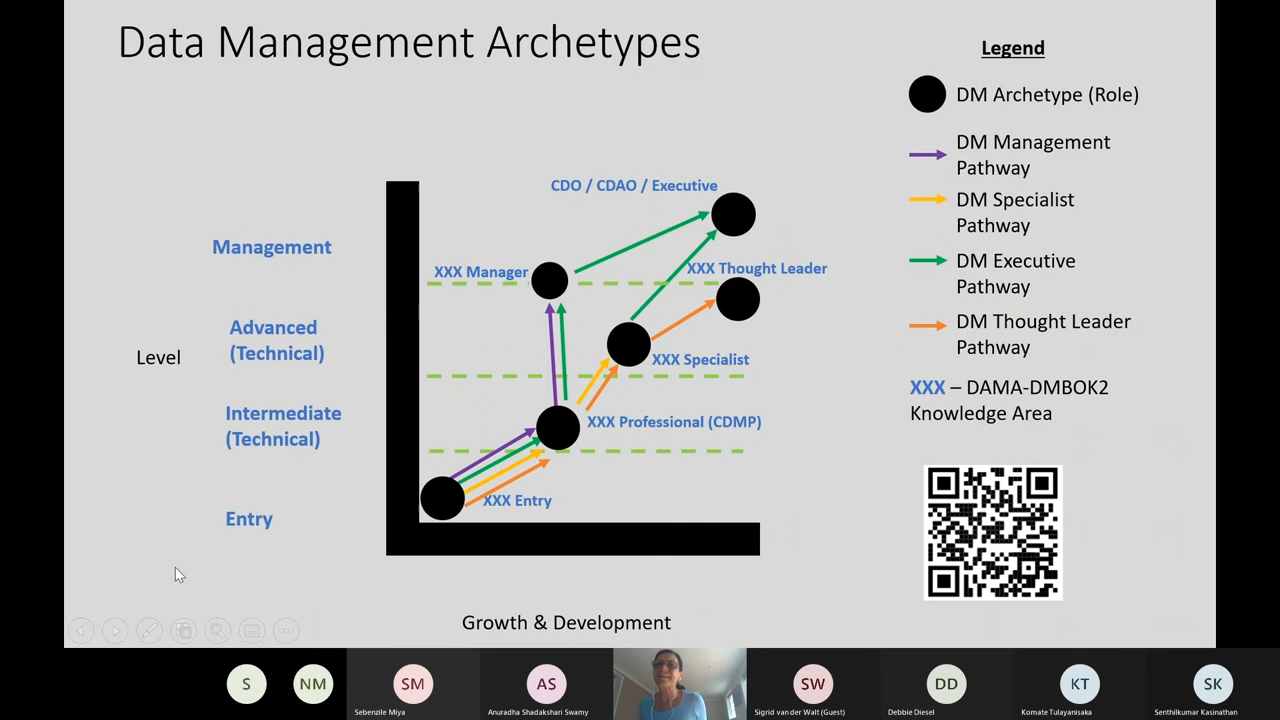 Data Management Archetypes
Legend
DM Archetype (Role)
DM Management
Pathway
DM Specialist
Pathway
DM Executive
Pathway
DM Thought Leader
Pathway
XXX – DAMA-DMBOK2
Knowledge Area
CDO / CDAO / Executive
Management
XXX Manager
XXX Thought Leader
Advanced
(Technical)
Level
XXX Specialist
Intermediate
(Technical)
XXX Professional (CDMP)
XXX Entry
Entry
Growth & Development
S
NM
SM
AS
SW
DD
KT
SK
Sebenzile Miya
Anuradha Shadakshari Swamy
Sigrid van der Walt (Guest)
Debbie Diesel
Komate Tulayanisaka
Senthilkumar Kasinathan